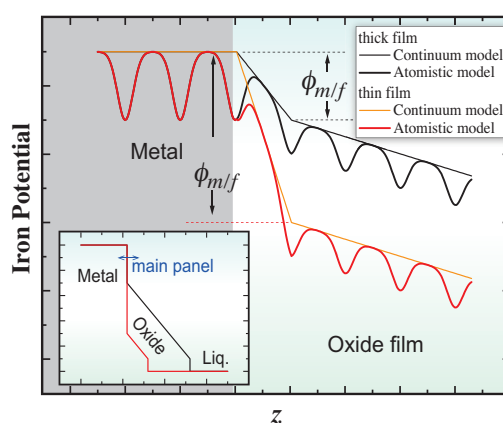 thick film
Continuum model
Atomistic model
thin film
Continuum model
Atomistic model
ϕm/f
Metal
ϕm/f
Iron Potential
Metal
main panel
Oxide
Liq.
Oxide film
z